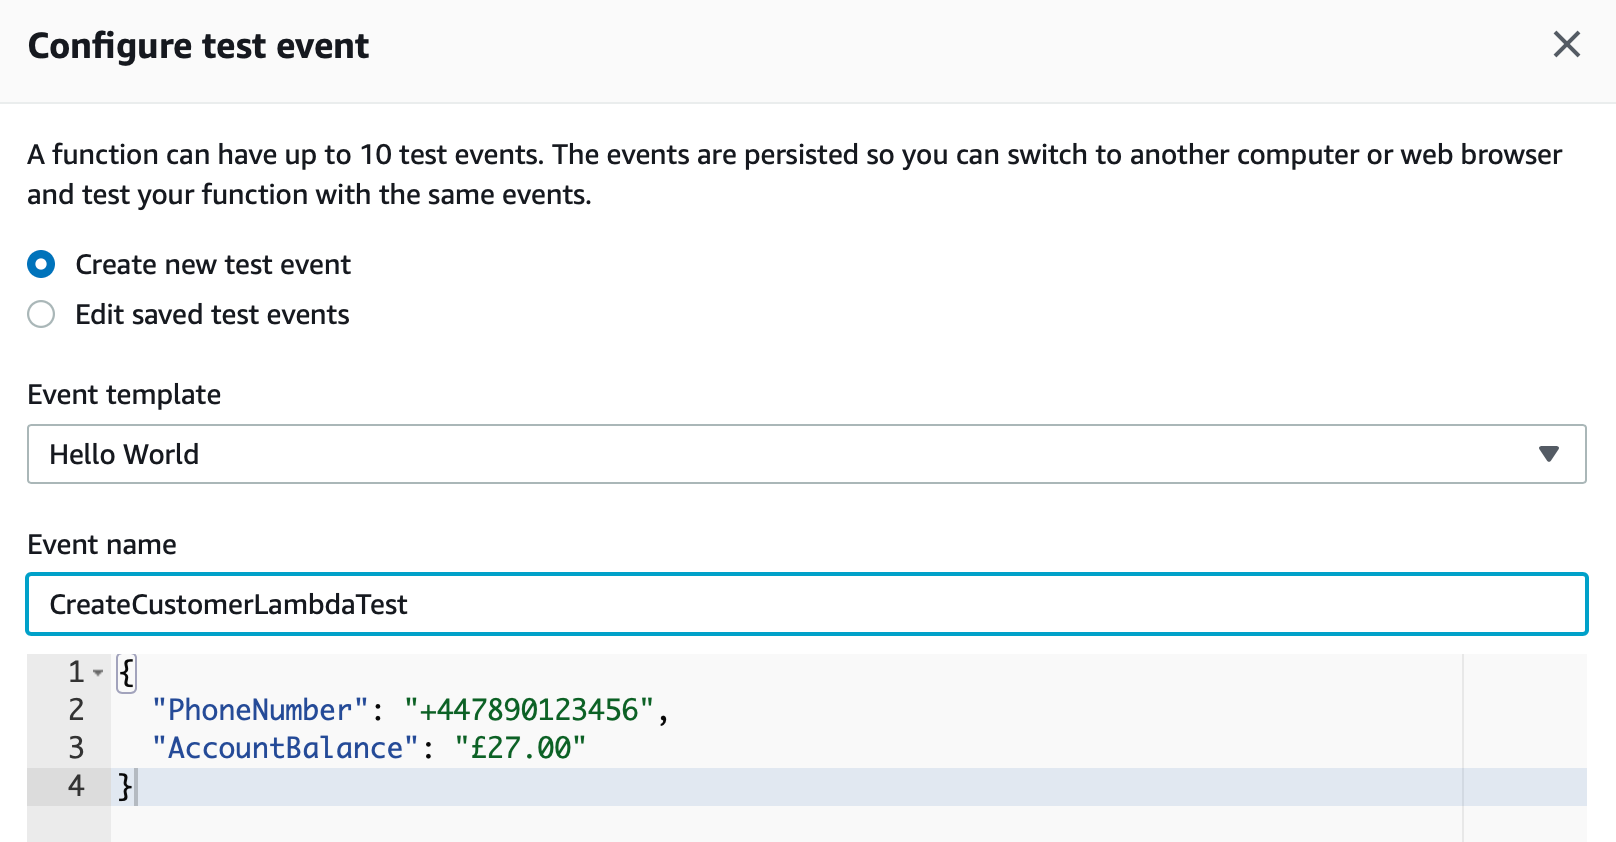 Configure test event
A function can have up to 10 test events. The events are persisted so you can switch to another computer or web browser
and test your function with the same events.
Create new test event
Edit saved test events
Event template
Hello World
Event name
CreateCustomerLambdaTest
1 {
2 "PhoneNumber": "+447890123456",
3 "AccountBalance": "£27.00"
4 }